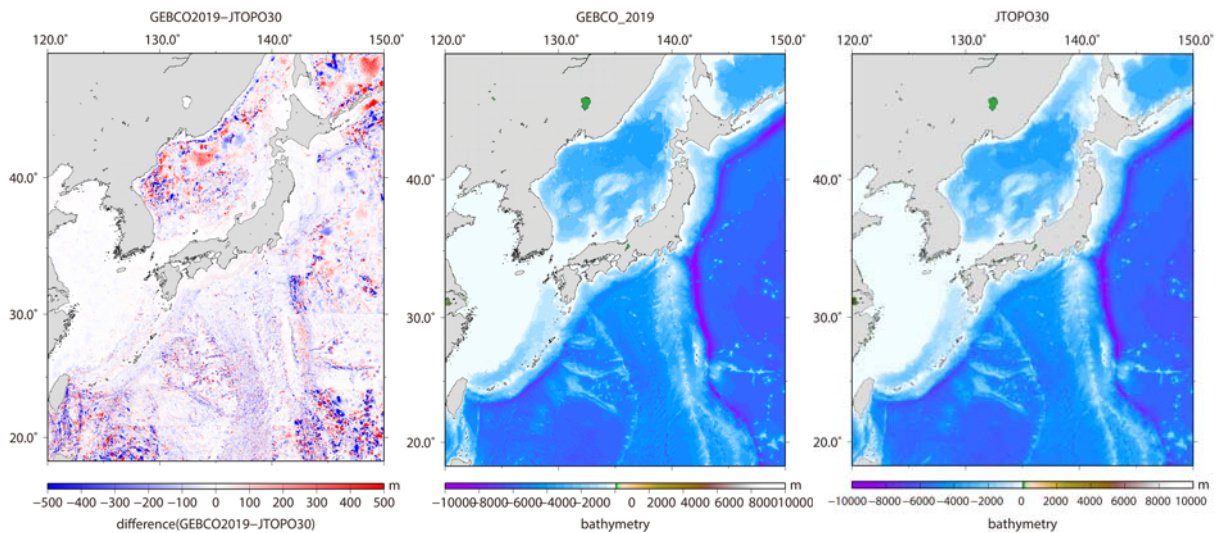 GEBCO2019−JTOPO30
120.0˚ 130.0˚ 140.0˚ 150.0˚
40.0˚
30.0˚
20.0˚
−500 −400 −300 −200 −100 0 100 200 300 400 500 m
difference(GEBCO2019−JTOPO30)
GEBCO_2019
120.0˚ 130.0˚ 140.0˚ 150.0˚
40.0˚
30.0˚
20.0˚
−10000−8000−6000−4000−2000 0 2000 4000 6000 800010000 m
bathymetry
JTOPO30
120.0˚ 130.0˚ 140.0˚ 150.0˚
40.0˚
30.0˚
20.0˚
−10000−8000−6000−4000−2000 0 2000 4000 6000 8000 10000 m
bathymetry